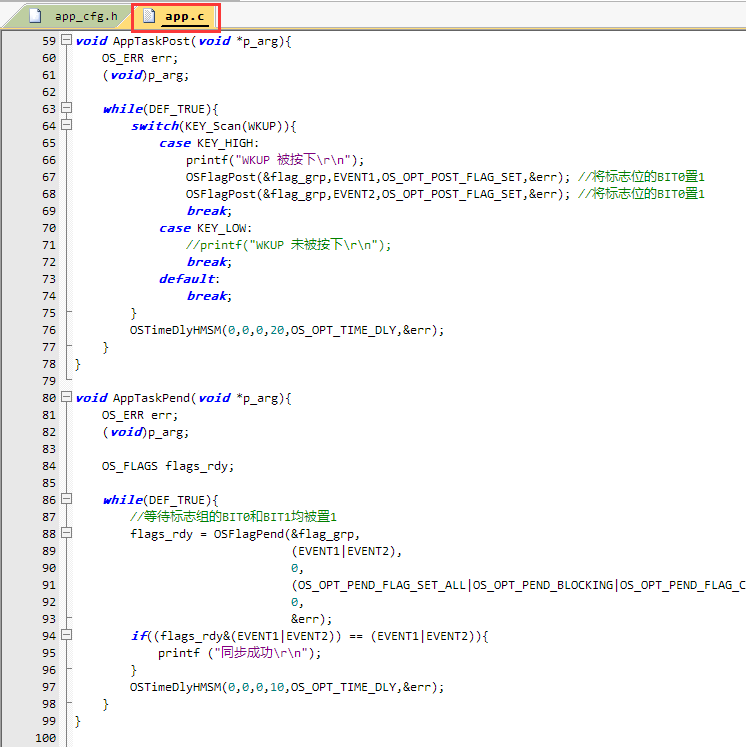 app_cfg.h app.c
59 void AppTaskPost(void *p_arg){
60 OS_ERR err;
61 (void)p_arg;
62
63 while(DEF_TRUE){
64 switch(KEY_Scan(WKUP)){
65 case KEY_HIGH:
66 printf("WKUP 被按下\r\n");
67 OSFlagPost(&flag_grp,EVENT1,OS_OPT_POST_FLAG_SET,&err); //将标志位的BIT0置1
68 OSFlagPost(&flag_grp,EVENT2,OS_OPT_POST_FLAG_SET,&err); //将标志位的BIT0置1
69 break;
70 case KEY_LOW:
71 //printf("WKUP 未被按下\r\n");
72 break;
73 default:
74 break;
75 }
76 OSTimeDlyHMSM(0,0,0,20,OS_OPT_TIME_DLY,&err);
77 }
78 }
79
80 void AppTaskPend(void *p_arg){
81 OS_ERR err;
82 (void)p_arg;
83
84 OS_FLAGS flags_rdy;
85
86 while(DEF_TRUE){
87 //等待标志组的BIT0和BIT1均被置1
88 flags_rdy = OSFlagPend(&flag_grp,
89 (EVENT1|EVENT2),
90 0,
91 (OS_OPT_PEND_FLAG_SET_ALL|OS_OPT_PEND_BLOCKING|OS_OPT_PEND_FLAG_C
92 0,
93 &err);
94 if((flags_rdy&(EVENT1|EVENT2)) == (EVENT1|EVENT2)){
95 printf ("同步成功\r\n");
96 }
97 OSTimeDlyHMSM(0,0,0,10,OS_OPT_TIME_DLY,&err);
98 }
99 }
100